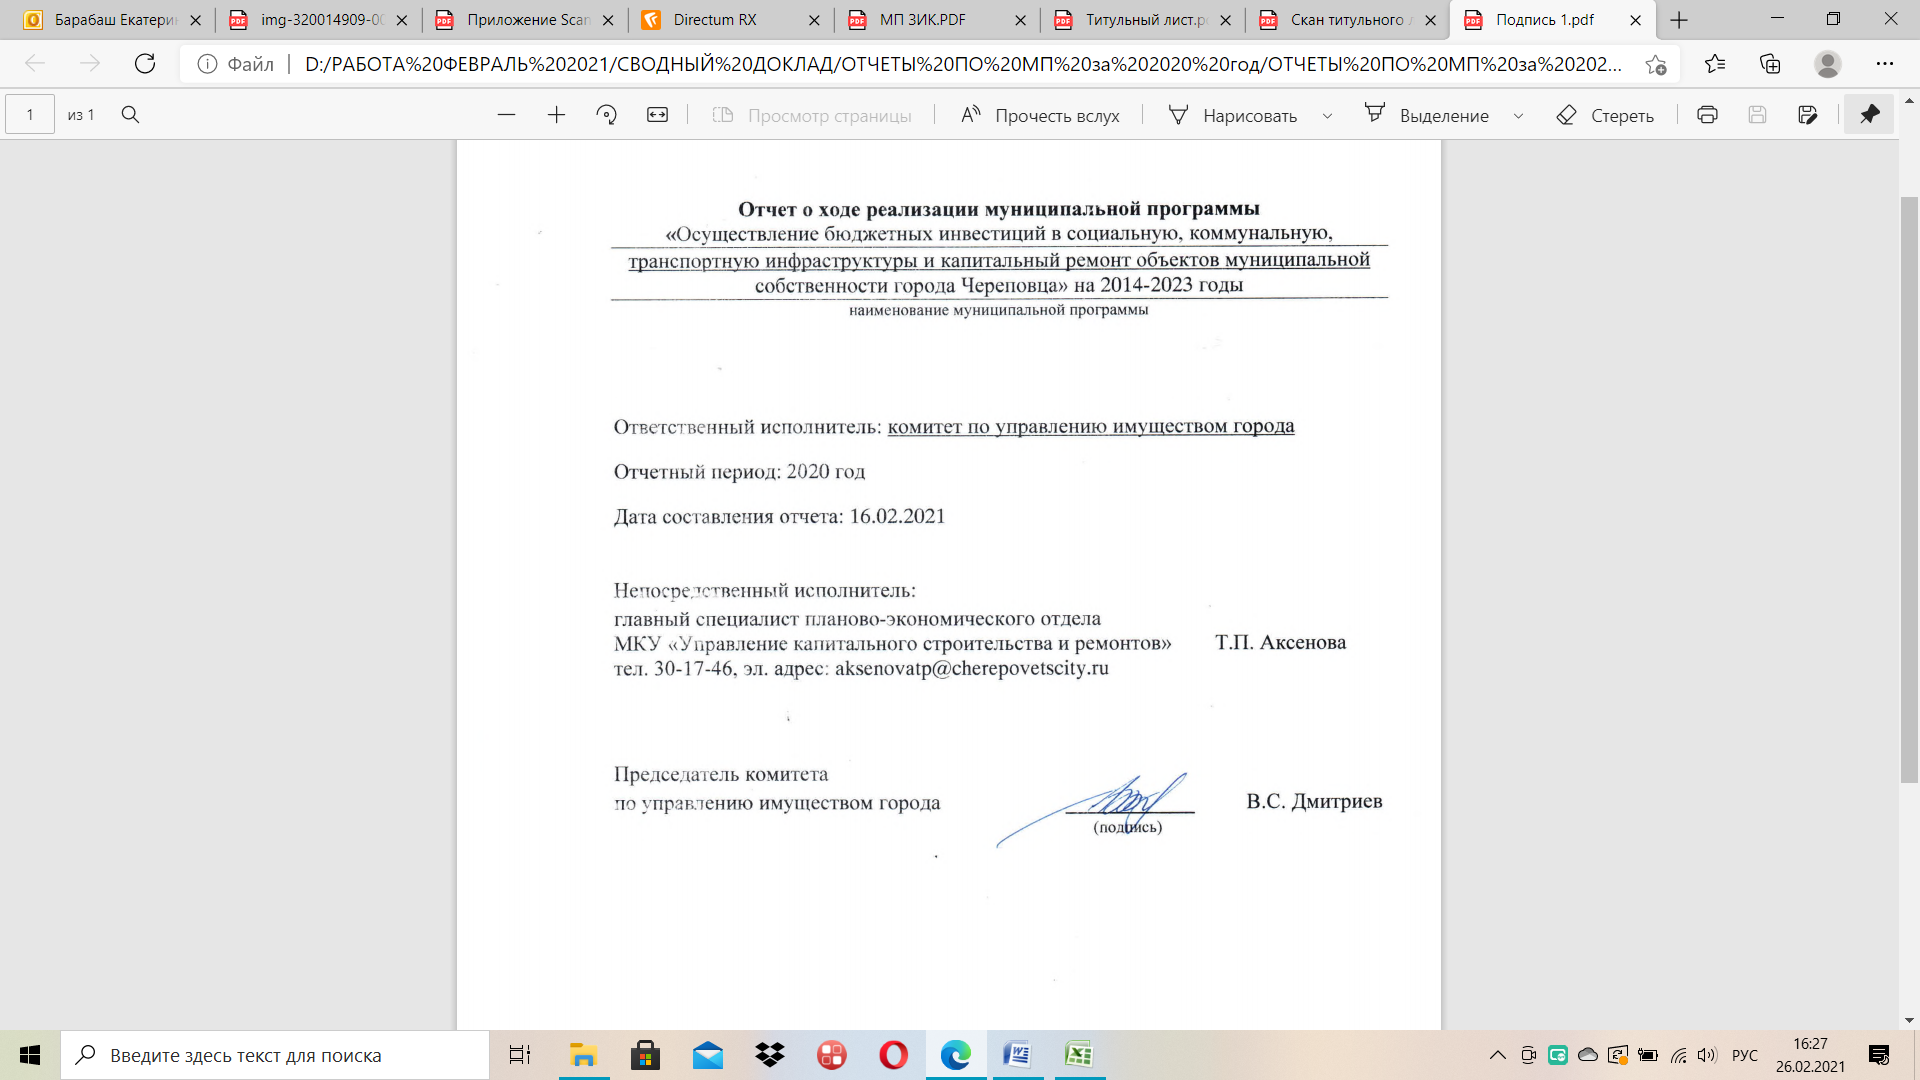 Барабаш Екатери
img-320014909-00
Приложение Scan
Directum RX
МП ЗИК.PDF
Титульный лист.p
Скан титульного л
Подпись 1.pdf
Файл
D:/РАБОТА%20ФЕВРАЛЬ%202021/СВОДНЫЙ%20ДОКЛАД/ОТЧЕТЫ%20ПО%20МП%20за%202020%20год/ОТЧЕТЫ%20ПО%20МП%20за%20202...
1 из 1
Просмотр страницы
Прочесть вслух
Нарисовать
Выделение
Стереть
Отчет о ходе реализации муниципальной программы
«Осуществление бюджетных инвестиций в социальную, коммунальную,
транспортную инфраструктуры и капитальный ремонт объектов муниципальной
собственности города Череповца» на 2014-2023 годы
наименование муниципальной программы
Ответственный исполнитель: комитет по управлению имуществом города
Отчетный период: 2020 год
Дата составления отчета: 16.02.2021
Непосредственный исполнитель:
главный специалист планово-экономического отдела
МКУ «Управление капитального строительства и ремонтов» Т.П. Аксенова
тел. 30-17-46, эл. адрес: aksenovatp@cherepovetscity.ru
Председатель комитета
по управлению имуществом города В.С. Дмитриев
(подпись)
Введите здесь текст для поиска
РУС
16:27
26.02.2021